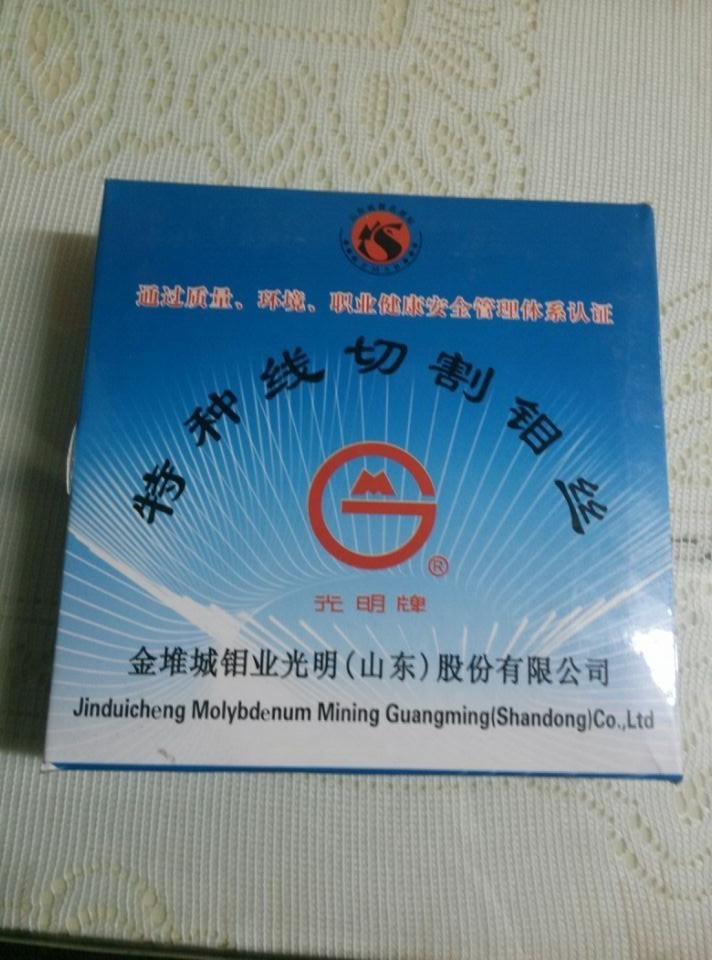 通过质量、环境、职业健康安全管理体系认证
特种线切割钼丝
®
光明牌
金堆城钼业光明(山东)股份有限公司
Jinduicheng Molybdenum Mining Guangming(Shandong)Co.,Ltd